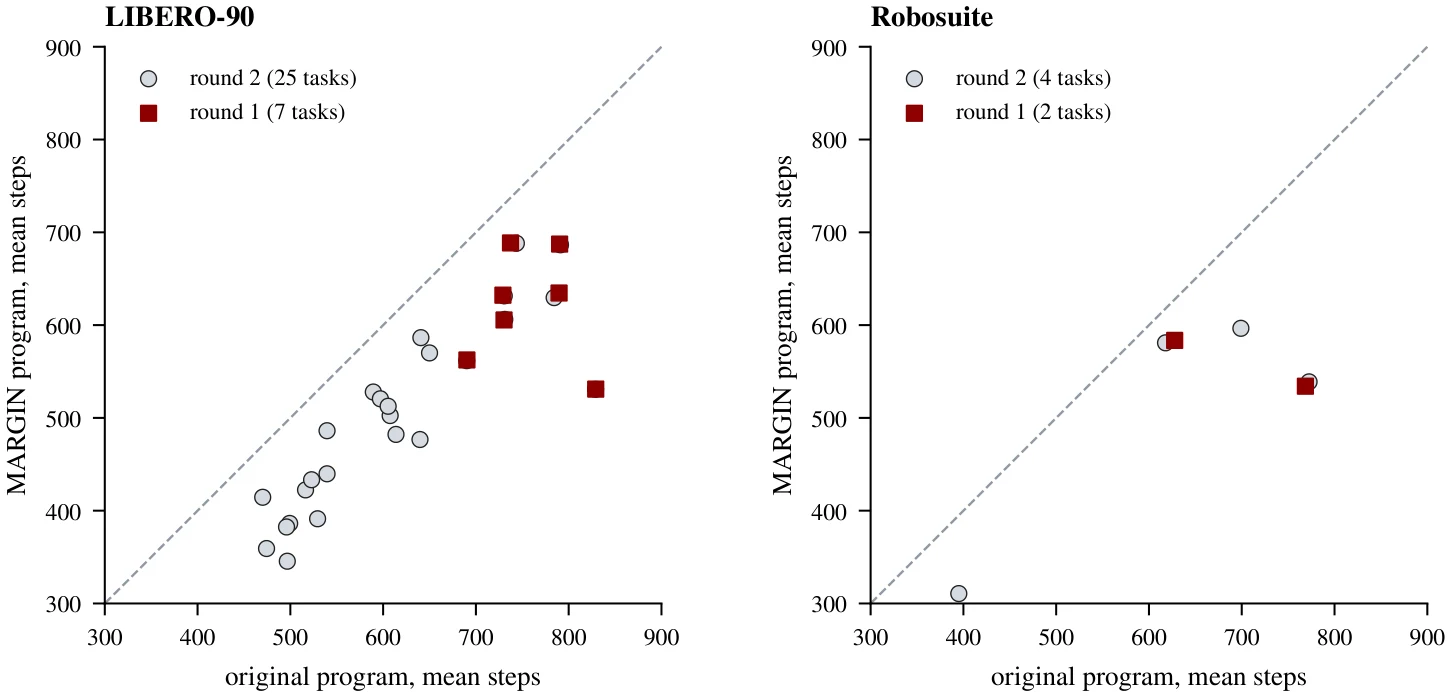 LIBERO-90
900
800
700
600
500
400
300
300 400 500 600 700 800 900
MARGIN program, mean steps
original program, mean steps
round 2 (25 tasks)
round 1 (7 tasks)
Robosuite
900
800
700
600
500
400
300
300 400 500 600 700 800 900
MARGIN program, mean steps
original program, mean steps
round 2 (4 tasks)
round 1 (2 tasks)